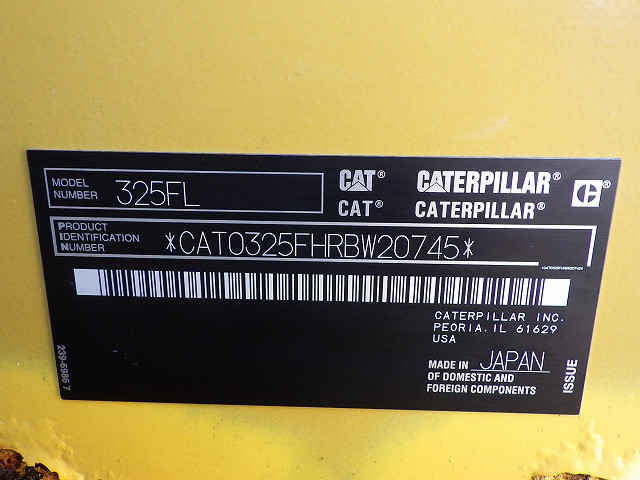 MODEL
NUMBER 325FL
CAT® CATERPILLAR® C®
CAT® CATERPILLAR®
PRODUCT
IDENTIFICATION
NUMBER *CAT0325FHRBW20745*
CATERPILLAR INC.
PEORIA. IL 61629
USA
MADE IN JAPAN
OF DOMESTIC AND
FOREIGN COMPONENTS
ISSUE
239-6986 7